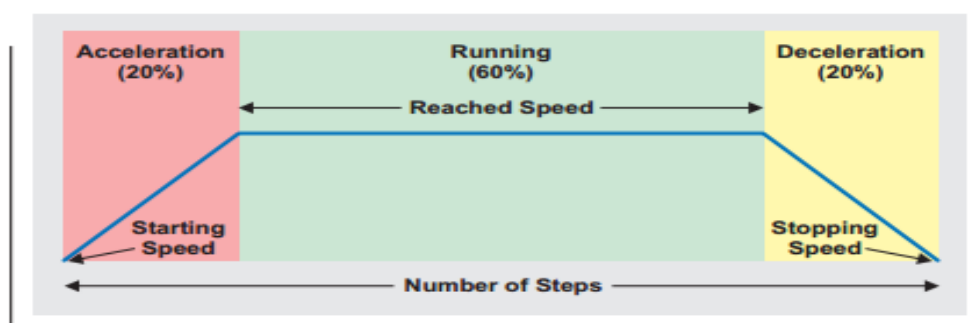 Acceleration
(20%)
Running
(60%)
Deceleration
(20%)
Reached Speed
Starting
Speed
Stopping
Speed
Number of Steps